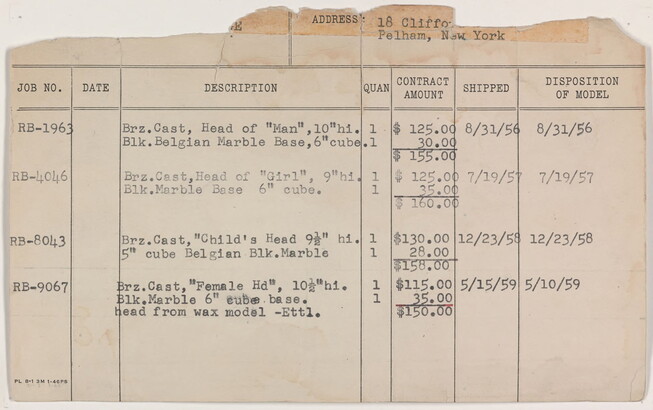 ADDRESS 18 Cliffo
Pelham, New York
JOB NO. DATE DESCRIPTION QUAN CONTRACT AMOUNT SHIPPED DISPOSITION OF MODEL
RB-1963 Brz.Cast, Head of "Man",10"hi. 1 $ 125.00 8/31/56 8/31/56
Blk.Belgian Marble Base,6"cube.1 30.00
$ 155.00
RB-4046 Brz.Cast,Head of "Girl", 9"hi. 1 $ 125.00 7/19/57 7/19/57
Blk.Marble Base 6" cube. 1 35.00
$ 160.00
RB-8043 Brz.Cast,"Child's Head 9½" hi. 1 $130.00 12/23/58 12/23/58
5" cube Belgian Blk.Marble 1 28.00
$158.00
RB-9067 Brz.Cast,"Female Hd", 10½"hi. 1 $115.00 5/15/59 5/10/59
Blk.Marble 6" cube base. 1 35.00
head from wax model -Ettl. $150.00